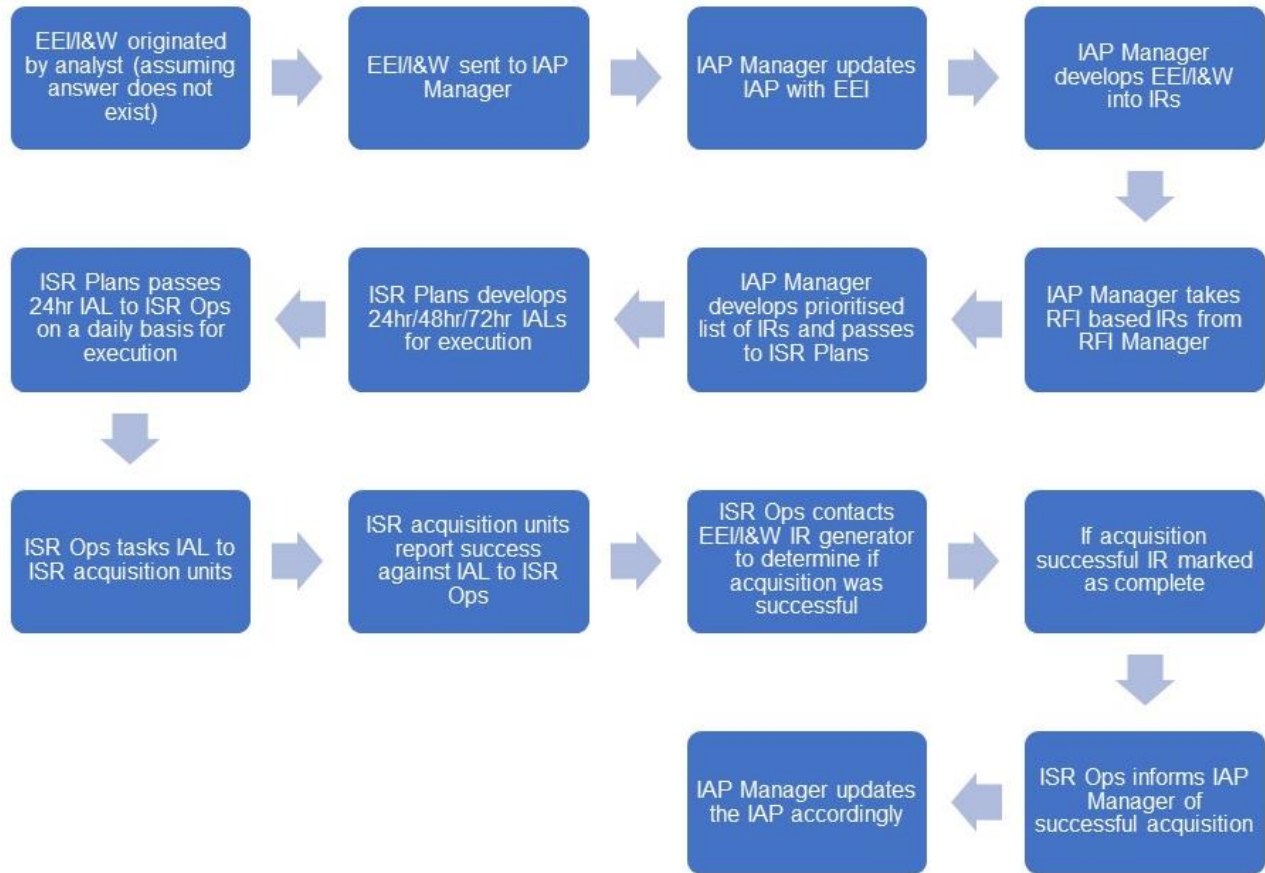 EEI/I&W originated
by analyst (assuming
answer does not
exist)
EEI/I&W sent to IAP
Manager
IAP Manager updates
IAP with EEI
IAP Manager
develops EEI/I&W
into IRs
IAP Manager takes
RFI based IRs from
RFI Manager
IAP Manager
develops prioritised
list of IRs and passes
to ISR Plans
ISR Plans develops
24hr/48hr/72hr IALs
for execution
ISR Plans passes
24hr IAL to ISR Ops
on a daily basis for
execution
ISR Ops tasks IAL to
ISR acquisition units
ISR acquisition units
report success
against IAL to ISR
Ops
ISR Ops contacts
EEI/I&W IR generator
to determine if
acquisition was
successful
If acquisition
successful IR marked
as complete
ISR Ops informs IAP
Manager of
successful acquisition
IAP Manager updates
the IAP accordingly